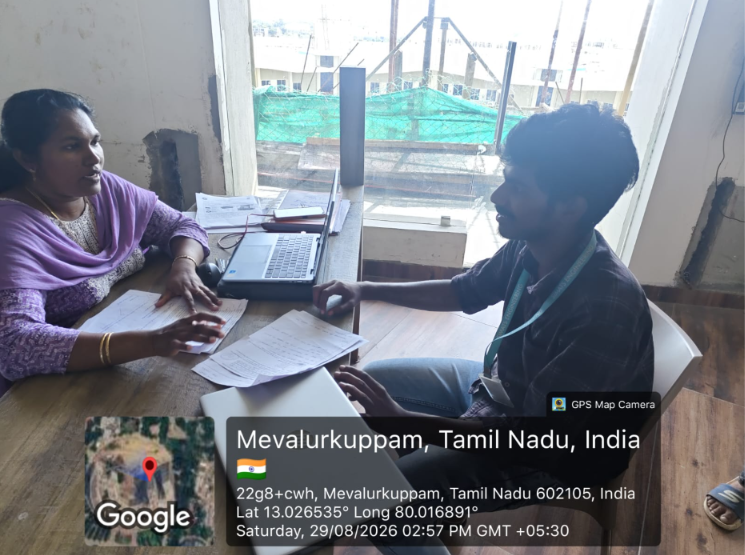 GPS Map Camera
Mevalurkuppam, Tamil Nadu, India
22g8+cwh, Mevalurkuppam, Tamil Nadu 602105, India
Lat 13.026535° Long 80.016891°
Saturday, 29/08/2026 02:57 PM GMT +05:30
Google